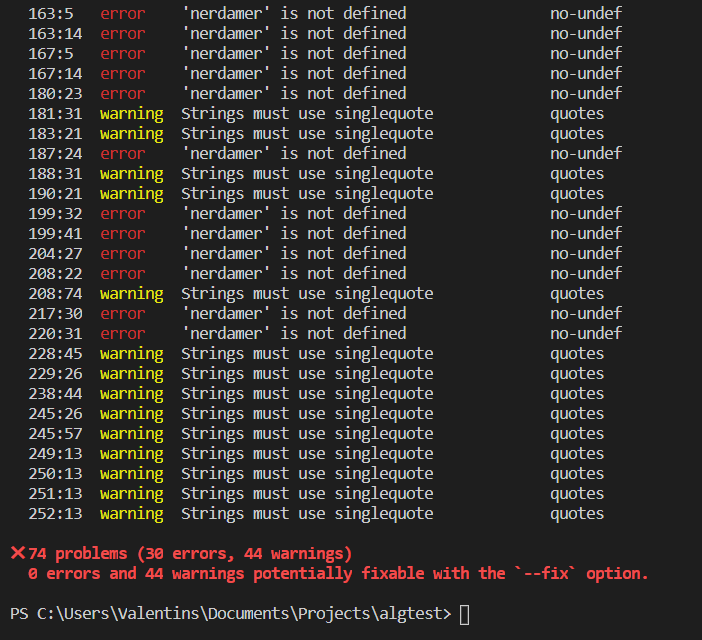 163:5 error 'nerdamer' is not defined no-undef
163:14 error 'nerdamer' is not defined no-undef
167:5 error 'nerdamer' is not defined no-undef
167:14 error 'nerdamer' is not defined no-undef
180:23 error 'nerdamer' is not defined no-undef
181:31 warning Strings must use singlequote quotes
183:21 warning Strings must use singlequote quotes
187:24 error 'nerdamer' is not defined no-undef
188:31 warning Strings must use singlequote quotes
190:21 warning Strings must use singlequote quotes
199:32 error 'nerdamer' is not defined no-undef
199:41 error 'nerdamer' is not defined no-undef
204:27 error 'nerdamer' is not defined no-undef
208:22 error 'nerdamer' is not defined no-undef
208:74 warning Strings must use singlequote quotes
217:30 error 'nerdamer' is not defined no-undef
220:31 error 'nerdamer' is not defined no-undef
228:45 warning Strings must use singlequote quotes
229:26 warning Strings must use singlequote quotes
238:44 warning Strings must use singlequote quotes
245:26 warning Strings must use singlequote quotes
245:57 warning Strings must use singlequote quotes
249:13 warning Strings must use singlequote quotes
250:13 warning Strings must use singlequote quotes
251:13 warning Strings must use singlequote quotes
252:13 warning Strings must use singlequote quotes
✖ 74 problems (30 errors, 44 warnings)
0 errors and 44 warnings potentially fixable with the `--fix` option.
PS C:\Users\Valentins\Documents\Projects\algtest>